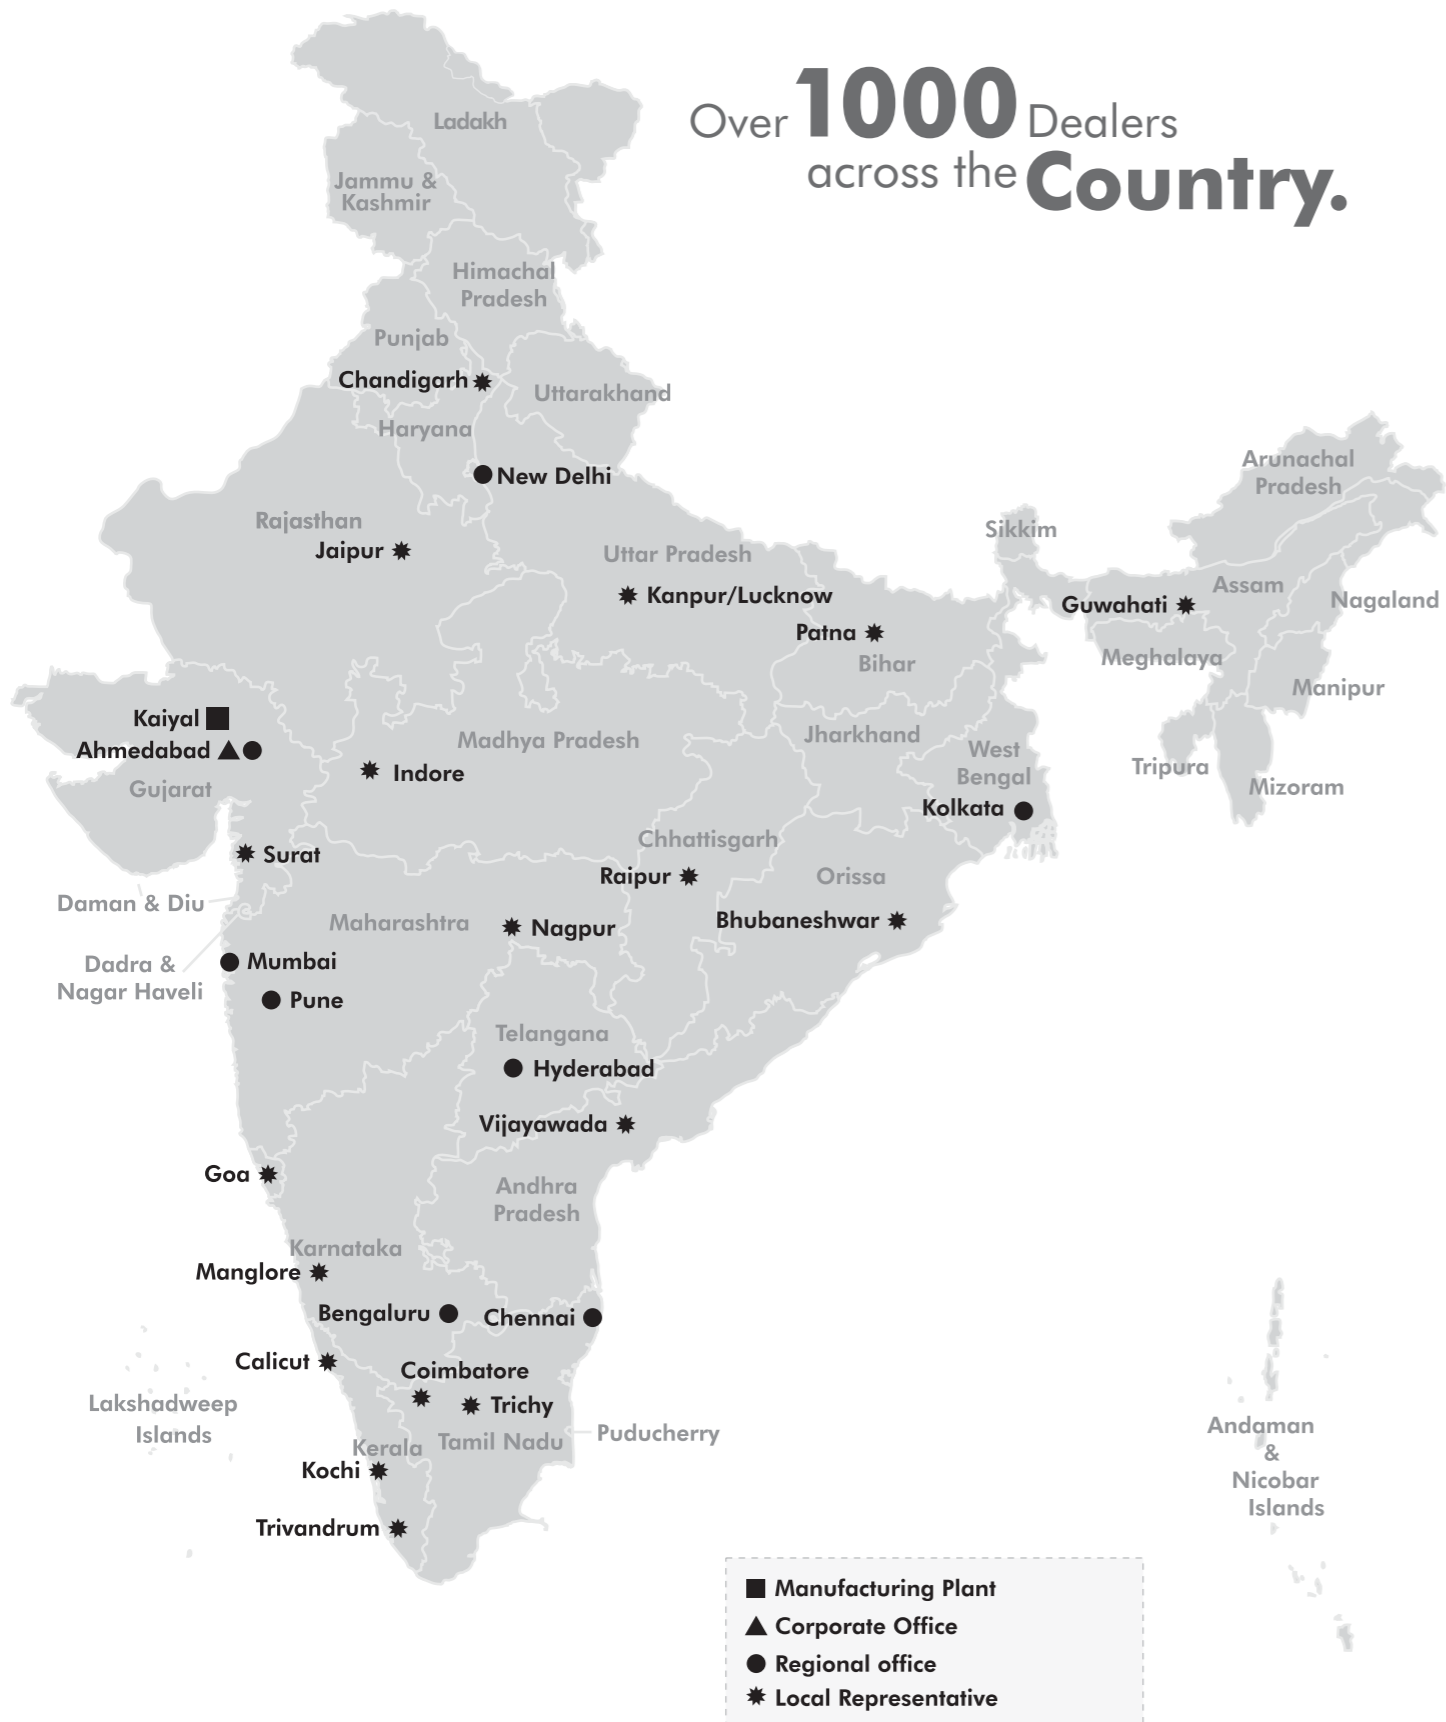 Over 1000 Dealers
across the Country.
Ladakh
Jammu &
Kashmir
Himachal
Pradesh
Punjab
Chandigarh
Uttarakhand
Haryana
New Delhi
Arunachal
Pradesh
Rajasthan
Sikkim
Jaipur
Uttar Pradesh
Assam
Kanpur/Lucknow
Guwahati
Nagaland
Patna
Bihar
Meghalaya
Manipur
Kaiyal
Ahmedabad
Madhya Pradesh
Jharkhand
West
Bengal
Indore
Tripura
Gujarat
Mizoram
Kolkata
Chhattisgarh
Surat
Raipur
Orissa
Daman & Diu
Maharashtra
Nagpur
Bhubaneshwar
Dadra &
Nagar Haveli
Mumbai
Pune
Telangana
Hyderabad
Vijayawada
Goa
Andhra
Pradesh
Karnataka
Manglore
Bengaluru
Chennai
Calicut
Coimbatore
Lakshadweep
Islands
Trichy
Puducherry
Tamil Nadu
Kerala
Kochi
Andaman
&
Nicobar
Islands
Trivandrum
Manufacturing Plant
Corporate Office
Regional office
Local Representative